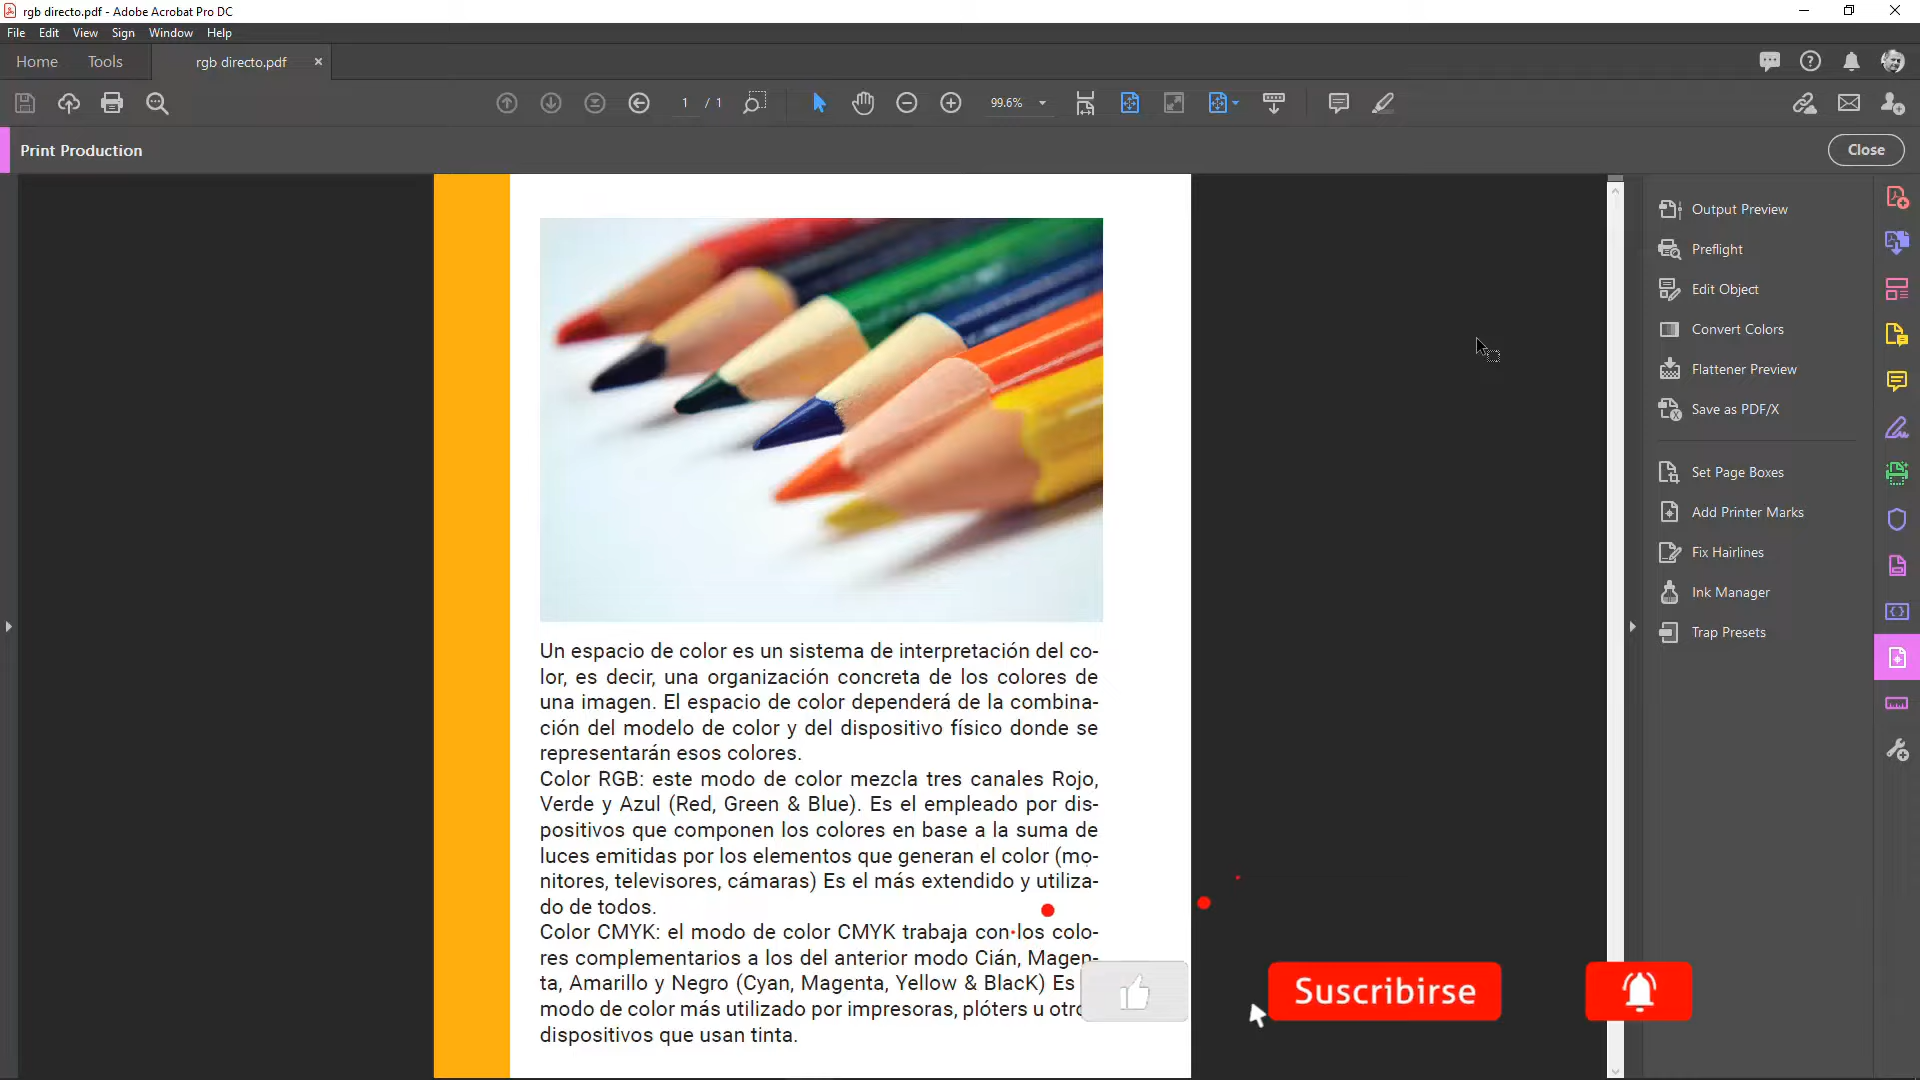 rgb directo.pdf - Adobe Acrobat Pro DC
File Edit View Sign Window Help
Home Tools rgb directo.pdf
1 / 1 99.6%
Print Production
Close
Output Preview
Preflight
Edit Object
Convert Colors
Flattener Preview
Save as PDF/X
Set Page Boxes
Add Printer Marks
Fix Hairlines
Ink Manager
Trap Presets
Un espacio de color es un sistema de interpretación del co-
lor, es decir, una organización concreta de los colores de
una imagen. El espacio de color dependerá de la combina-
ción del modelo de color y del dispositivo físico donde se
representarán esos colores.
Color RGB: este modo de color mezcla tres canales Rojo,
Verde y Azul (Red, Green & Blue). Es el empleado por dis-
positivos que componen los colores en base a la suma de
luces emitidas por los elementos que generan el color (mo-
nitores, televisores, cámaras) Es el más extendido y utiliza-
do de todos.
Color CMYK: el modo de color CMYK trabaja con los colo-
res complementarios a los del anterior modo Cián, Magen-
ta, Amarillo y Negro (Cyan, Magenta, Yellow & BlacK) Es
modo de color más utilizado por impresoras, plóters u
dispositivos que usan tinta.
Suscribirse